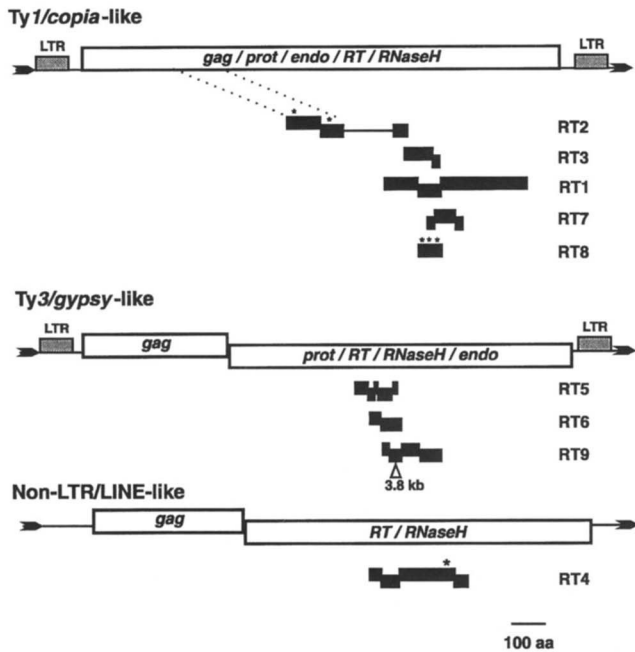 Ty1/copia-like
LTR
gag / prot / endo / RT / RNaseH
LTR
* *
RT2
RT3
RT1
RT7
***
RT8
Ty3/gypsy-like
LTR
gag
prot / RT / RNaseH / endo
LTR
RT5
RT6
RT9
3.8 kb
Non-LTR/LINE-like
gag
RT / RNaseH
*
RT4
100 aa